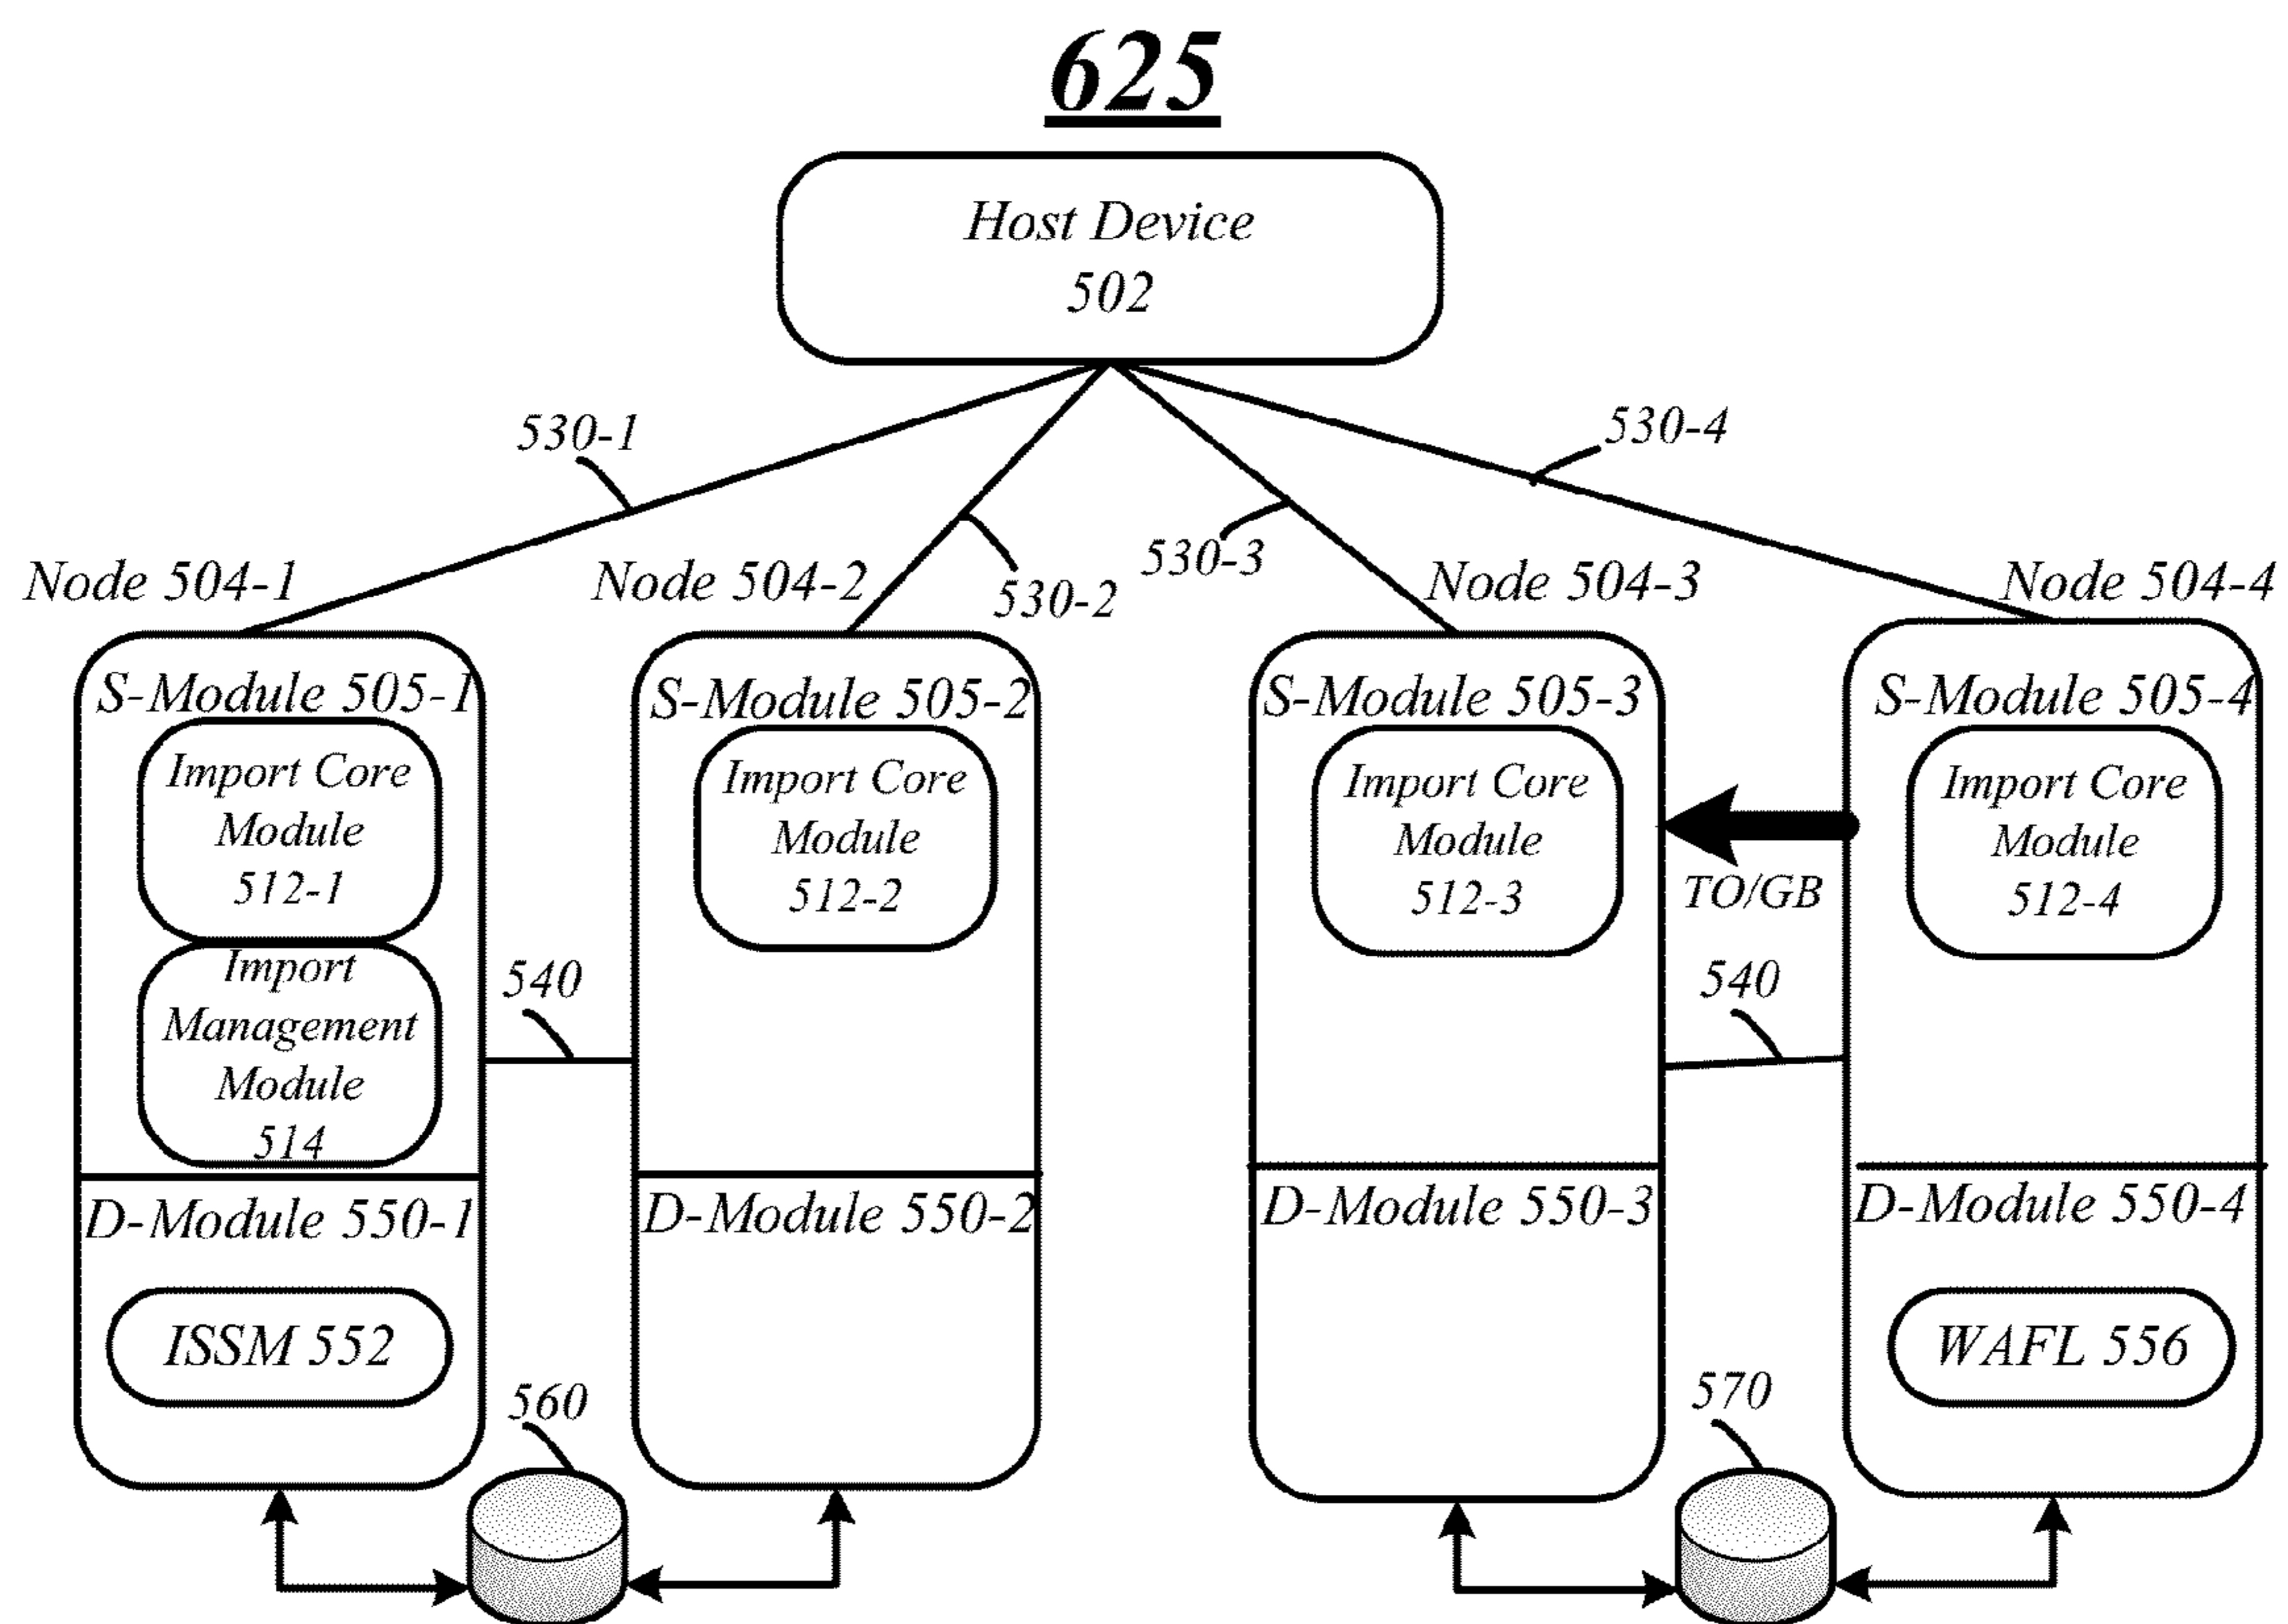 625
Host Device
502
530-1
530-4
530-2
530-3
Node 504-1
Node 504-2
Node 504-3
Node 504-4
S-Module 505-1
Import Core
Module
512-1
Import
Management
Module
514
540
D-Module 550-1
ISSM 552
560
S-Module 505-2
Import Core
Module
512-2
D-Module 550-2
S-Module 505-3
Import Core
Module
512-3
TO/GB
540
D-Module 550-3
570
S-Module 505-4
Import Core
Module
512-4
D-Module 550-4
WAFL 556